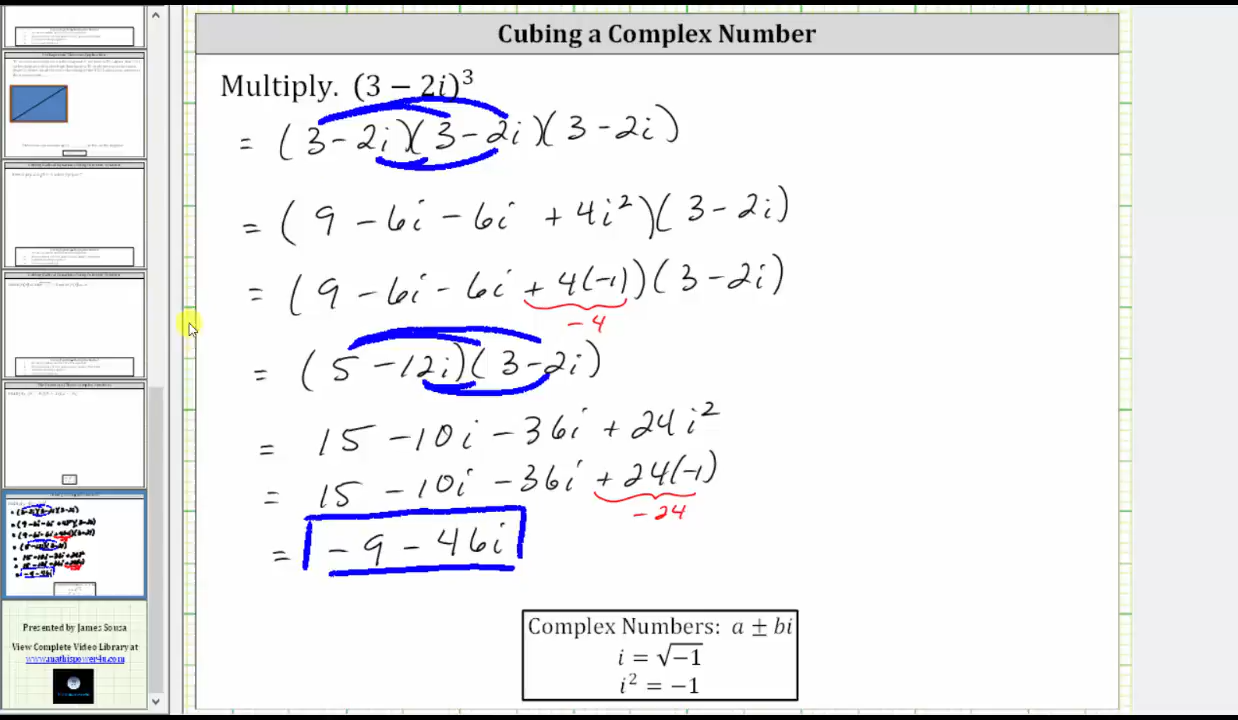 Cubing a Complex Number
Multiply. (3 − 2i)³
= (3 - 2i)(3 - 2i)(3 - 2i)
= (9 - 6i - 6i + 4i²)(3 - 2i)
= (9 - 6i - 6i + 4(-1))(3 - 2i)
-4
= (5 - 12i)(3 - 2i)
= 15 - 10i - 36i + 24i²
= 15 - 10i - 36i + 24(-1)
-24
= -9 - 46i
Complex Numbers: a ± bi
i = √−1
i² = −1
Presented by James Sousa
View Complete Video Library at
www.mathispower4u.com